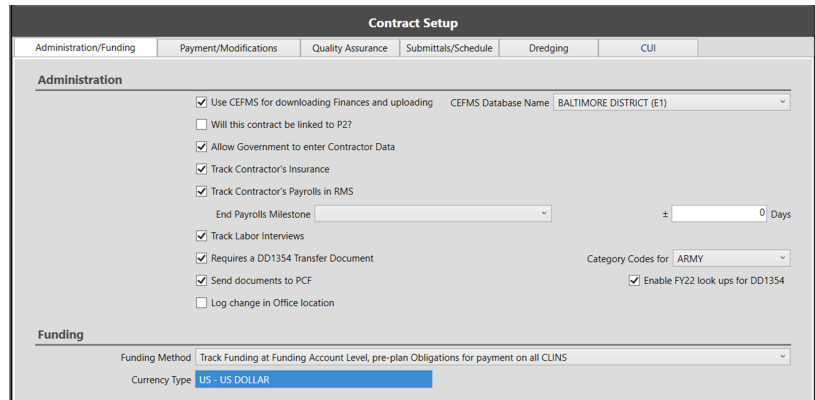 Contract Setup
Administration/Funding Payment/Modifications Quality Assurance Submittals/Schedule Dredging CUI
Administration
Use CEFMS for downloading Finances and uploading CEFMS Database Name BALTIMORE DISTRICT (E1)
Will this contract be linked to P2?
Allow Government to enter Contractor Data
Track Contractor's Insurance
Track Contractor's Payrolls in RMS
End Payrolls Milestone ± 0 Days
Track Labor Interviews
Requires a DD1354 Transfer Document Category Codes for ARMY
Send documents to PCF Enable FY22 look ups for DD1354
Log change in Office location
Funding
Funding Method Track Funding at Funding Account Level, pre-plan Obligations for payment on all CLINS
Currency Type US - US DOLLAR